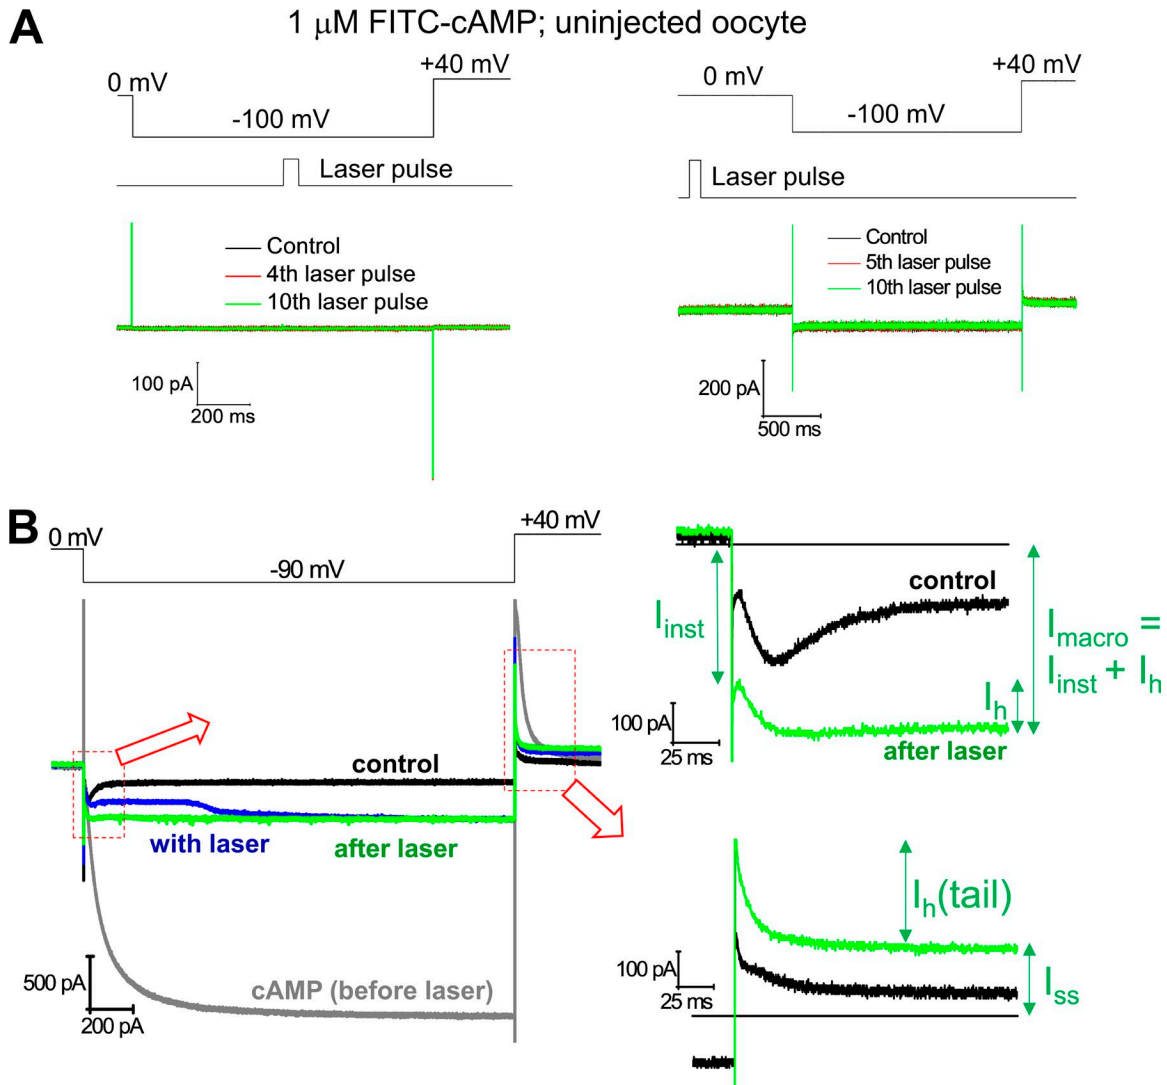 A
1 μM FITC-cAMP; uninjected oocyte
0 mV
+40 mV
-100 mV
Laser pulse
Control
4th laser pulse
10th laser pulse
100 pA
200 ms
0 mV
+40 mV
-100 mV
Laser pulse
Control
5th laser pulse
10th laser pulse
200 pA
500 ms
B
0 mV
+40 mV
-90 mV
control
with laser
after laser
cAMP (before laser)
500 pA
200 pA
control
Iinst
Imacro =
Iinst + Ih
Ih
100 pA
25 ms
after laser
Ih(tail)
100 pA
25 ms
Iss